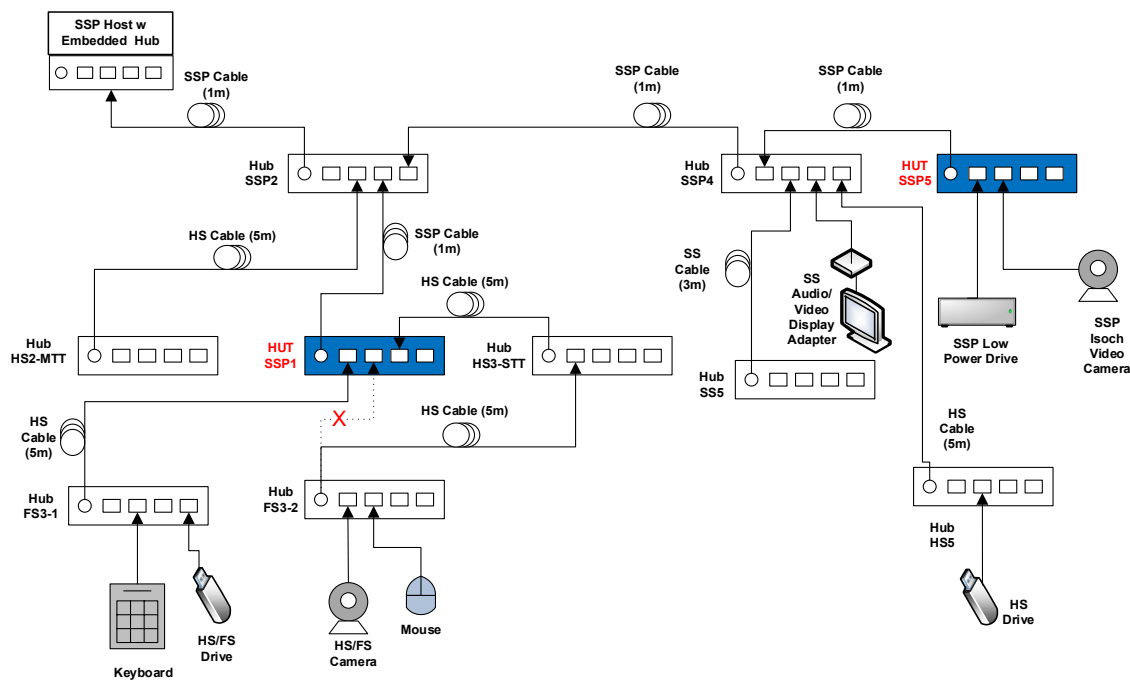 SSP Host w
Embedded Hub
SSP Cable
(1m)
SSP Cable
(1m)
SSP Cable
(1m)
Hub
SSP2
Hub
SSP4
HUT
SSP5
HS Cable (5m)
SSP Cable
(1m)
HS Cable (5m)
SS
Cable
(3m)
SS
Audio/
Video
Display
Adapter
SSP Low
Power Drive
SSP
Isoch
Video
Camera
Hub
HS2-MTT
HUT
SSP1
Hub
HS3-STT
Hub
SS5
X
HS
Cable
(5m)
HS Cable (5m)
HS
Cable
(5m)
Hub
FS3-1
Hub
FS3-2
Hub
HS5
Keyboard
HS/FS
Drive
HS/FS
Camera
Mouse
HS
Drive